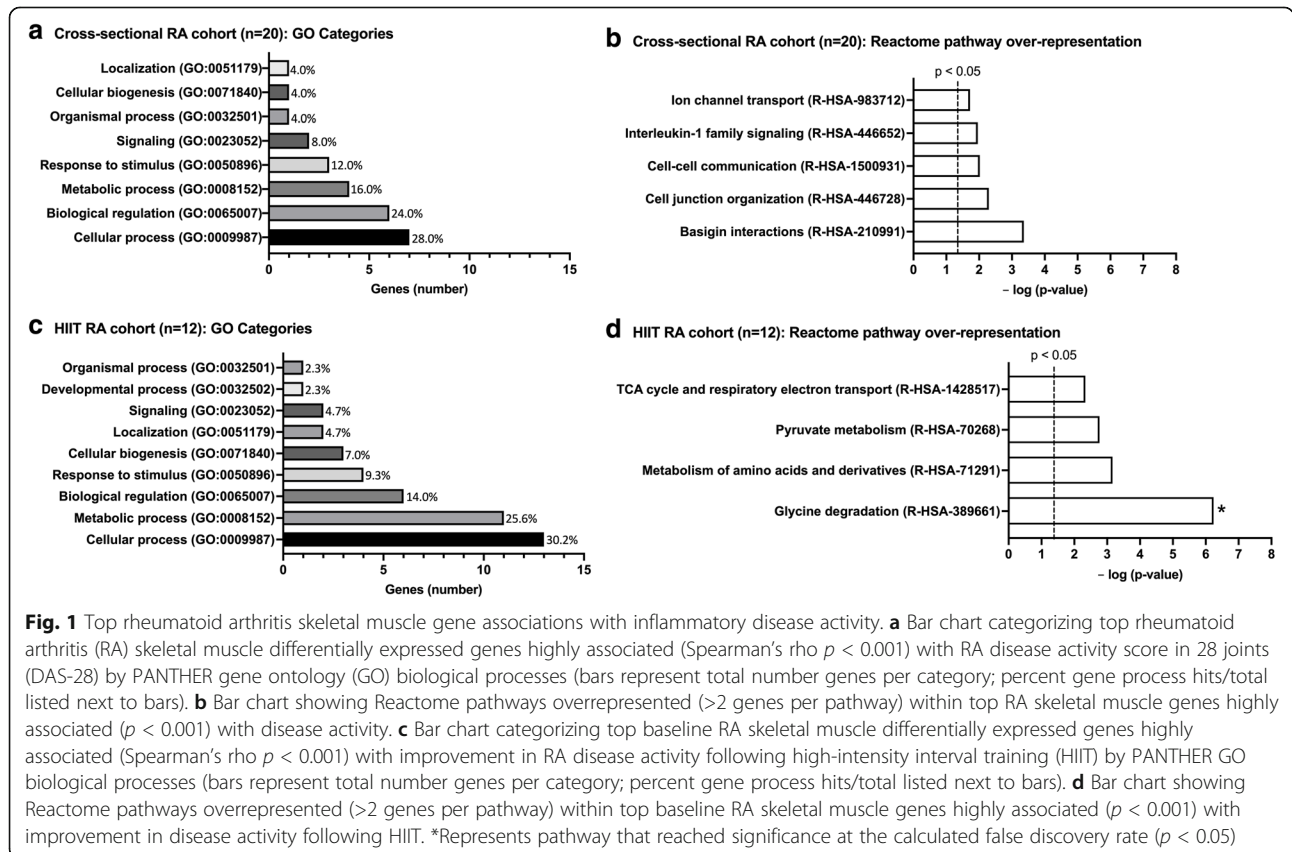 a Cross-sectional RA cohort (n=20): GO Categories
Localization (GO:0051179)
4.0%
Cellular biogenesis (GO:0071840)
4.0%
Organismal process (GO:0032501)
4.0%
Signaling (GO:0023052)
8.0%
Response to stimulus (GO:0050896)
12.0%
Metabolic process (GO:0008152)
16.0%
Biological regulation (GO:0065007)
24.0%
Cellular process (GO:0009987)
28.0%
0 5 10 15
Genes (number)
b Cross-sectional RA cohort (n=20): Reactome pathway over-representation
p < 0.05
Ion channel transport (R-HSA-983712)
Interleukin-1 family signaling (R-HSA-446652)
Cell-cell communication (R-HSA-1500931)
Cell junction organization (R-HSA-446728)
Basigin interactions (R-HSA-210991)
0 1 2 3 4 5 6 7 8
– log (p-value)
c HIIT RA cohort (n=12): GO Categories
Organismal process (GO:0032501)
2.3%
Developmental process (GO:0032502)
2.3%
Signaling (GO:0023052)
4.7%
Localization (GO:0051179)
4.7%
Cellular biogenesis (GO:0071840)
7.0%
Response to stimulus (GO:0050896)
9.3%
Biological regulation (GO:0065007)
14.0%
Metabolic process (GO:0008152)
25.6%
Cellular process (GO:0009987)
30.2%
0 5 10 15
Genes (number)
d HIIT RA cohort (n=12): Reactome pathway over-representation
p < 0.05
TCA cycle and respiratory electron transport (R-HSA-1428517)
Pyruvate metabolism (R-HSA-70268)
Metabolism of amino acids and derivatives (R-HSA-71291)
Glycine degradation (R-HSA-389661)
*
0 1 2 3 4 5 6 7 8
– log (p-value)
Fig. 1 Top rheumatoid arthritis skeletal muscle gene associations with inflammatory disease activity. a Bar chart categorizing top rheumatoid
arthritis (RA) skeletal muscle differentially expressed genes highly associated (Spearman's rho p < 0.001) with RA disease activity score in 28 joints
(DAS-28) by PANTHER gene ontology (GO) biological processes (bars represent total number genes per category; percent gene process hits/total
listed next to bars). b Bar chart showing Reactome pathways overrepresented (>2 genes per pathway) within top RA skeletal muscle genes highly
associated (p < 0.001) with disease activity. c Bar chart categorizing top baseline RA skeletal muscle differentially expressed genes highly
associated (Spearman's rho p < 0.001) with improvement in RA disease activity following high-intensity interval training (HIIT) by PANTHER GO
biological processes (bars represent total number genes per category; percent gene process hits/total listed next to bars). d Bar chart showing
Reactome pathways overrepresented (>2 genes per pathway) within top baseline RA skeletal muscle genes highly associated (p < 0.001) with
improvement in disease activity following HIIT. *Represents pathway that reached significance at the calculated false discovery rate (p < 0.05)